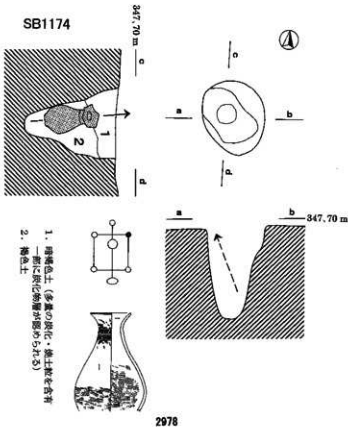 SB1174
347.70 m
c
1
2
d
c
a
b
d
a
b
347.70 m
1. 暗褐色土(多量の炭化・焼土粒を含有
一部に炭化物層が認められる)
2. 褐色土
2978